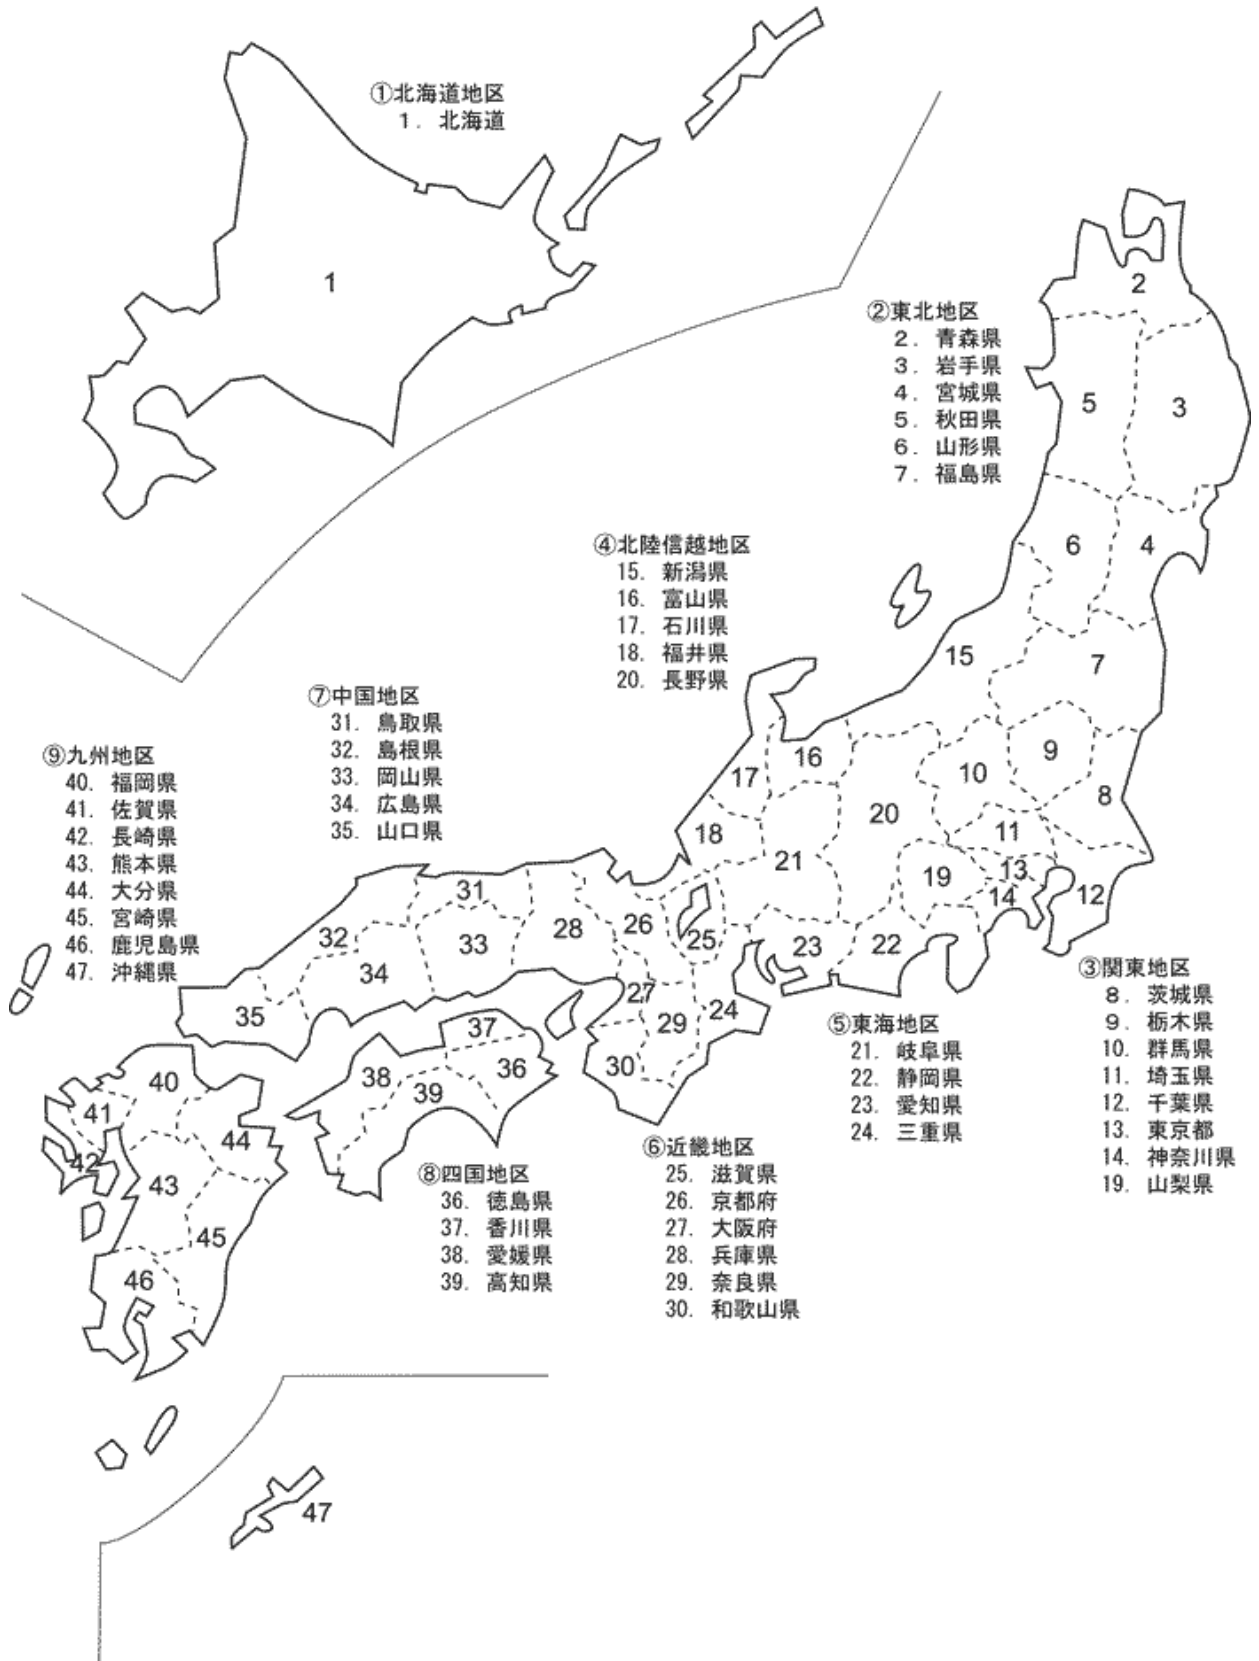 ①北海道地区
1. 北海道
②東北地区
2. 青森県
3. 岩手県
4. 宮城県
5. 秋田県
6. 山形県
7. 福島県
④北陸信越地区
15. 新潟県
16. 富山県
17. 石川県
18. 福井県
20. 長野県
⑦中国地区
31. 鳥取県
32. 島根県
33. 岡山県
34. 広島県
35. 山口県
⑨九州地区
40. 福岡県
41. 佐賀県
42. 長崎県
43. 熊本県
44. 大分県
45. 宮崎県
46. 鹿児島県
47. 沖縄県
③関東地区
8. 茨城県
9. 栃木県
10. 群馬県
11. 埼玉県
12. 千葉県
13. 東京都
14. 神奈川県
19. 山梨県
⑤東海地区
21. 岐阜県
22. 静岡県
23. 愛知県
24. 三重県
⑥近畿地区
25. 滋賀県
26. 京都府
27. 大阪府
28. 兵庫県
29. 奈良県
30. 和歌山県
⑧四国地区
36. 徳島県
37. 香川県
38. 愛媛県
39. 高知県
1
2
5
3
6
4
15
7
9
16
10
17
8
20
18
11
21
13
19
31
14
12
28
26
32
33
25
23
22
34
27
24
35
29
37
30
36
40
38
39
41
44
42
43
45
46
47